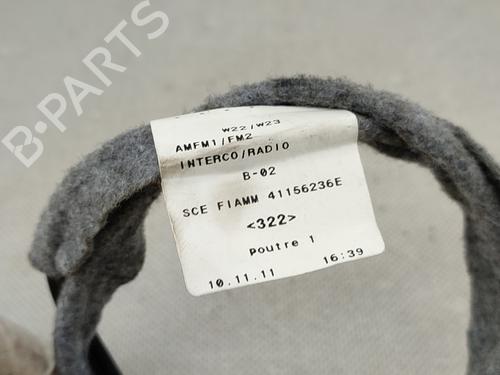 W22/W23
AMFM1/FM2
INTERCO/RADIO
B-02
SCE FIAMM 41156236E
<322>
Poutre 1
10.11.11 16:39
B-PARTS
B-PARTS